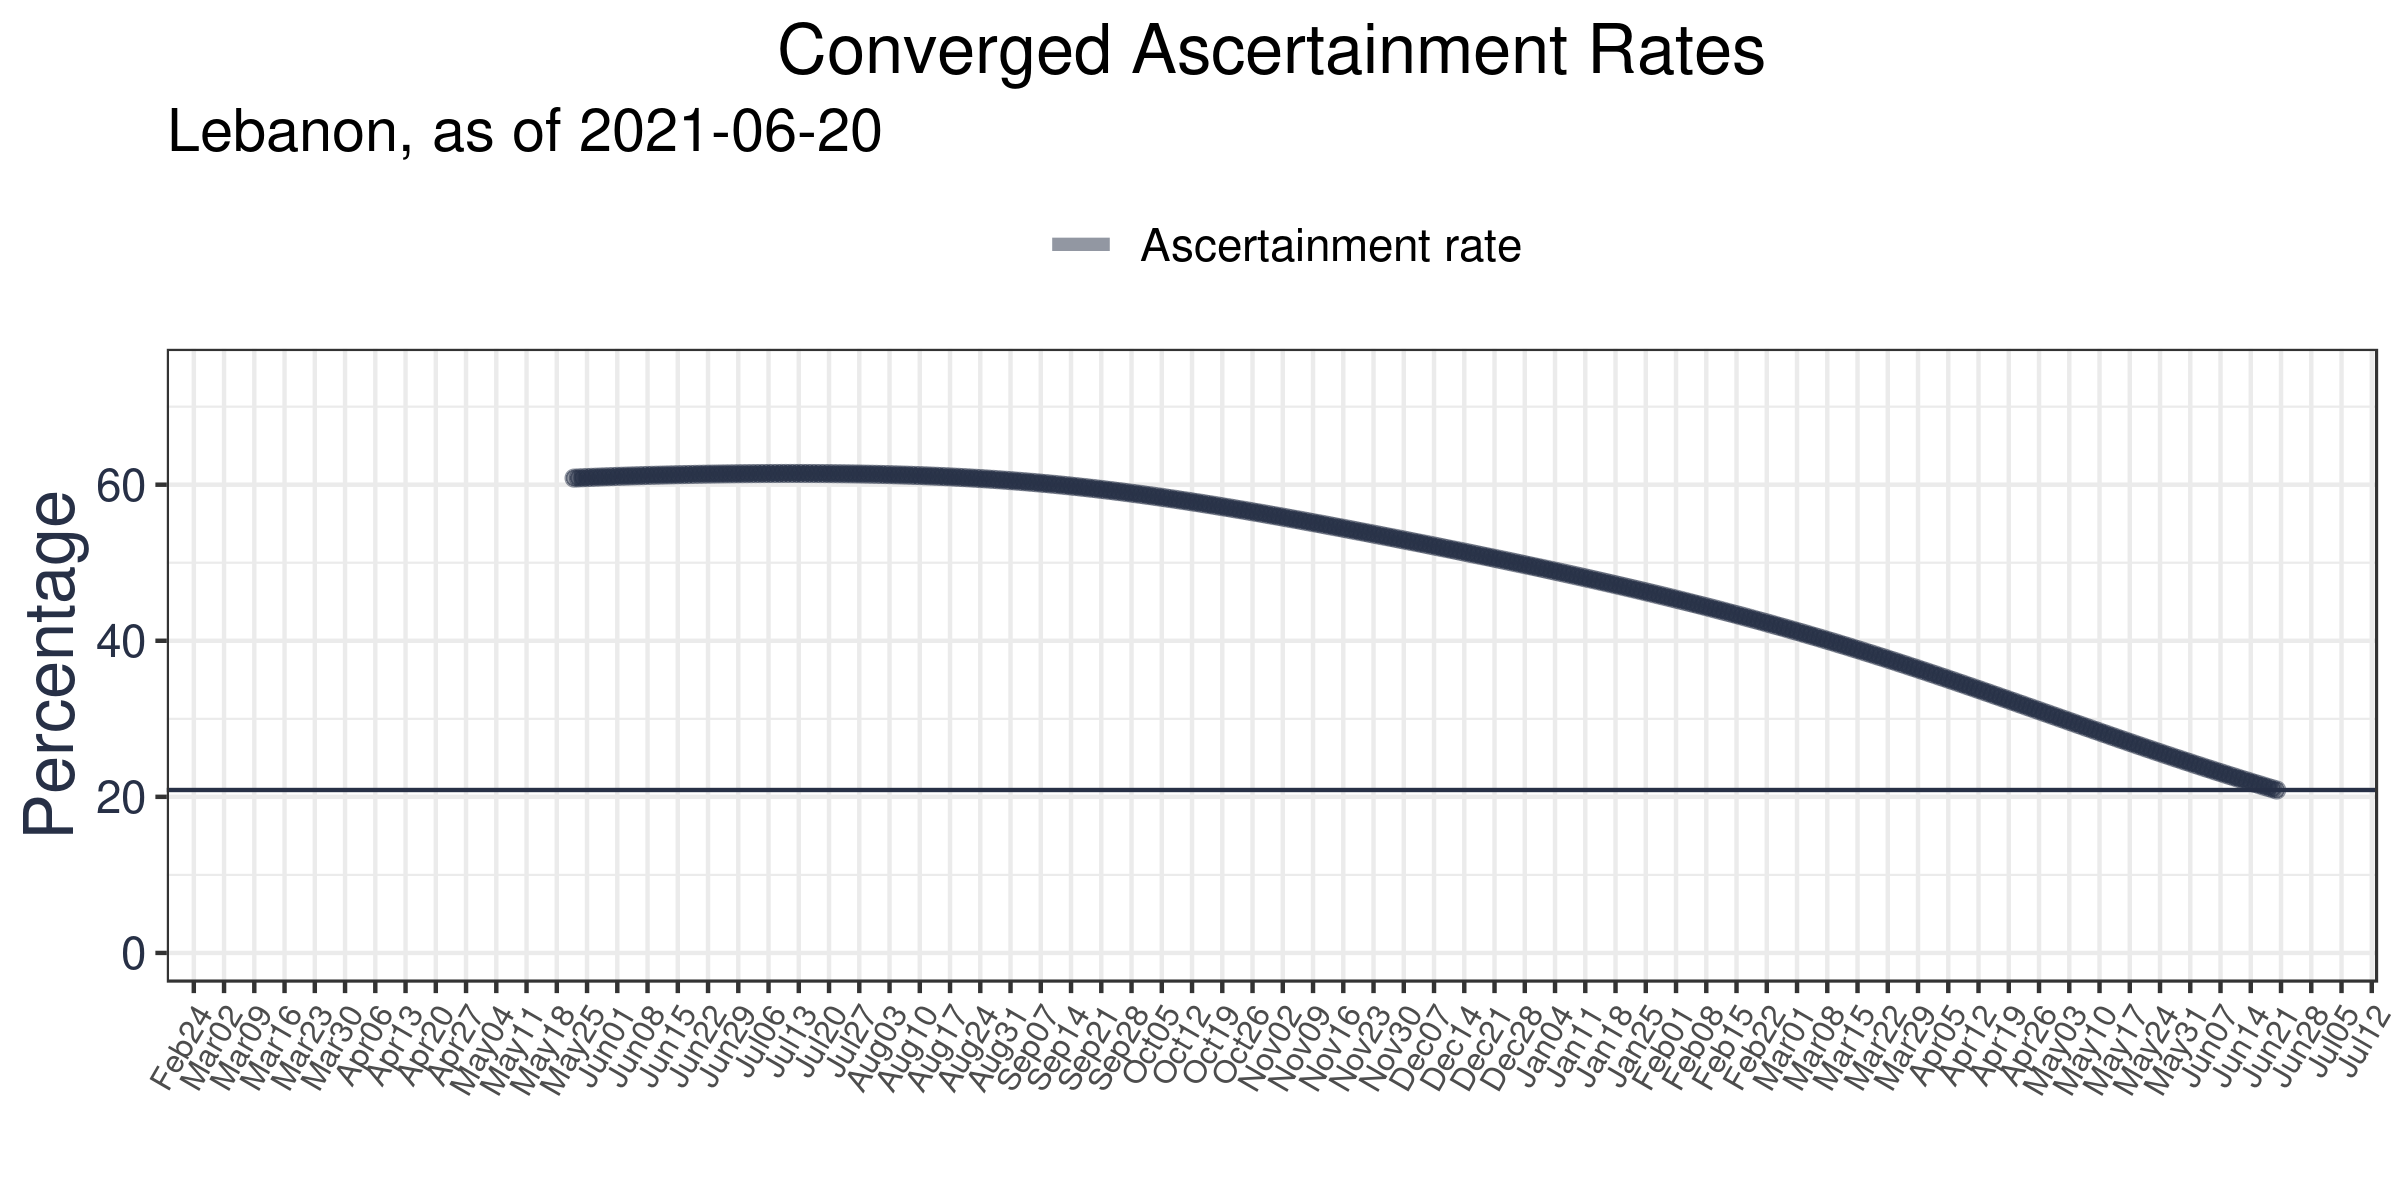 Converged Ascertainment Rates
Lebanon, as of 2021-06-20
Ascertainment rate
Percentage
60
40
20
0
Feb24 Mar02 Mar09 Mar16 Mar23 Mar30 Apr06 Apr13 Apr20 Apr27 May04 May11 May18 May25 Jun01 Jun08 Jun15 Jun22 Jun29 Jul06 Jul13 Jul20 Jul27 Aug03 Aug10 Aug17 Aug24 Aug31 Sep07 Sep14 Sep21 Sep28 Oct05 Oct12 Oct19 Oct26 Nov02 Nov09 Nov16 Nov23 Nov30 Dec07 Dec14 Dec21 Dec28 Jan04 Jan11 Jan18 Jan25 Feb01 Feb08 Feb15 Feb22 Mar01 Mar08 Mar15 Mar22 Mar29 Apr05 Apr12 Apr19 Apr26 May03 May10 May17 May24 May31 Jun07 Jun14 Jun21 Jun28 Jul05 Jul12